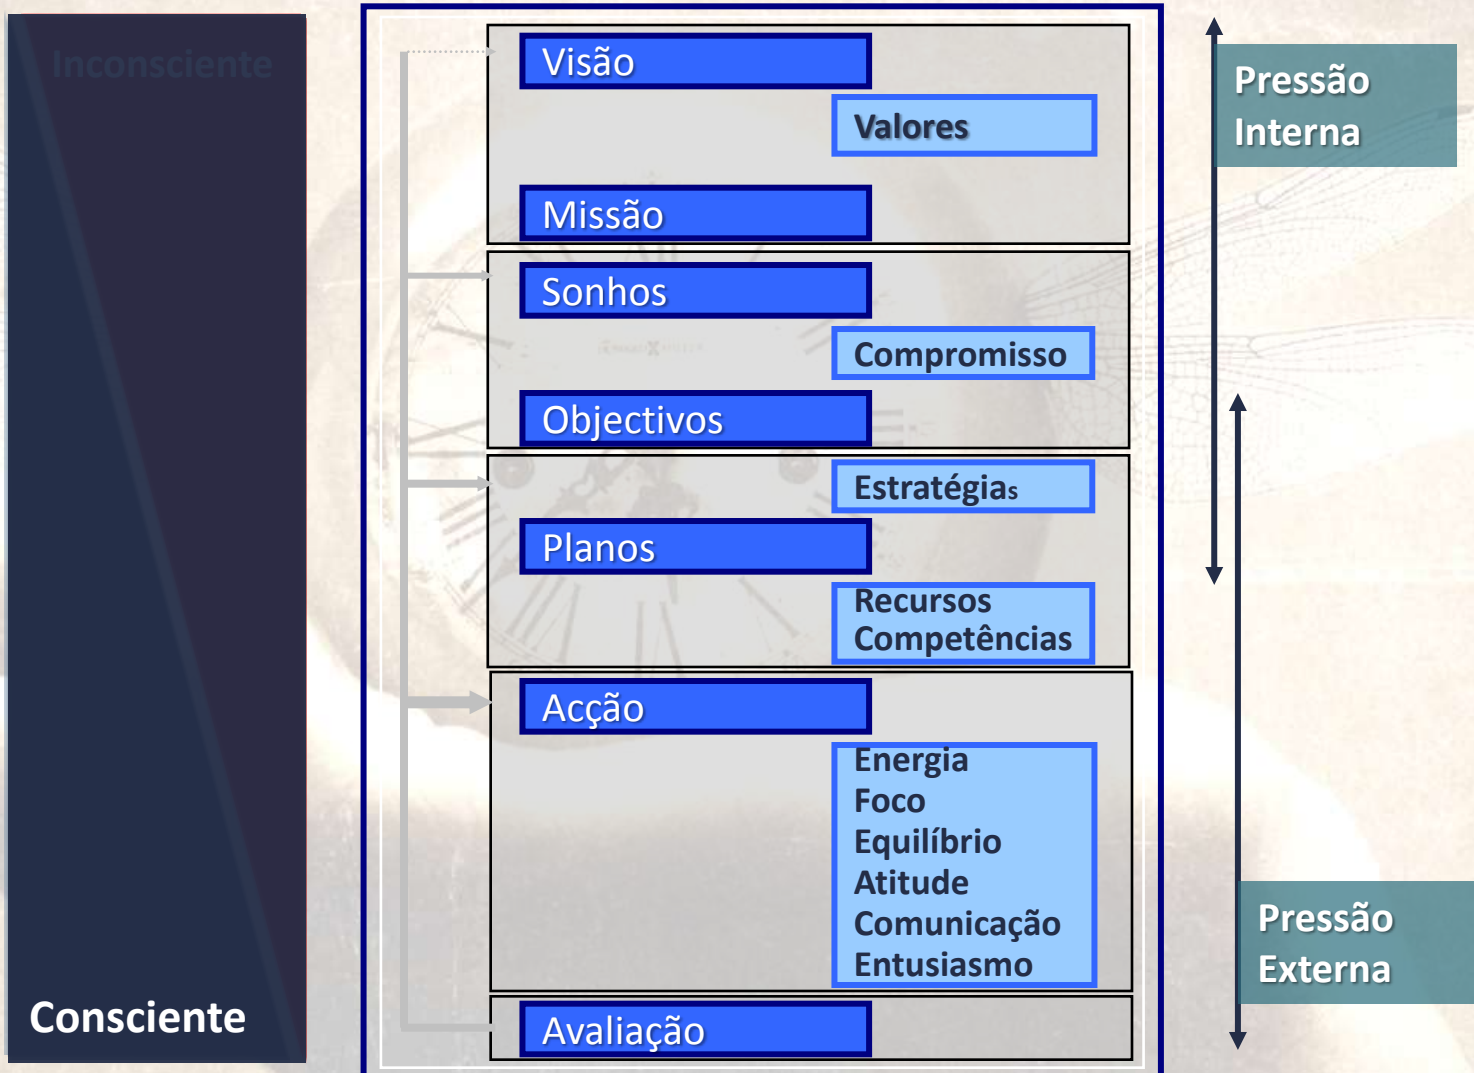 Inconsciente
Visão
Pressão
Interna
Valores
Missão
Sonhos
Compromisso
Objectivos
Estratégias
Planos
Recursos
Competências
Acção
Energia
Foco
Equilíbrio
Atitude
Comunicação
Entusiasmo
Pressão
Externa
Consciente
Avaliação